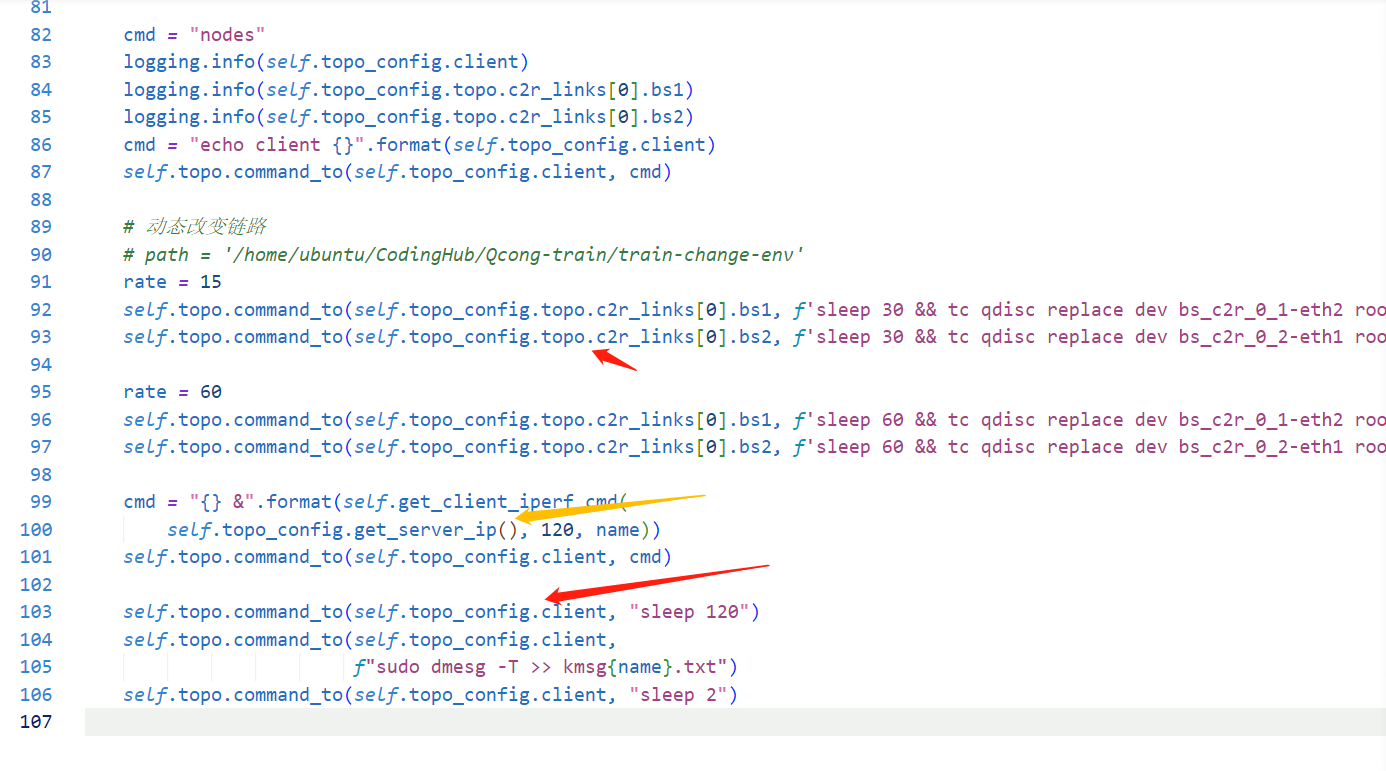 81
82 cmd = "nodes"
83 logging.info(self.topo_config.client)
84 logging.info(self.topo_config.topo.c2r_links[0].bs1)
85 logging.info(self.topo_config.topo.c2r_links[0].bs2)
86 cmd = "echo client {}".format(self.topo_config.client)
87 self.topo.command_to(self.topo_config.client, cmd)
88
89 # 动态改变链路
90 # path = '/home/ubuntu/CodingHub/Qcong-train/train-change-env'
91 rate = 15
92 self.topo.command_to(self.topo_config.topo.c2r_links[0].bs1, f'sleep 30 && tc qdisc replace dev bs_c2r_0_1-eth2 roo
93 self.topo.command_to(self.topo_config.topo.c2r_links[0].bs2, f'sleep 30 && tc qdisc replace dev bs_c2r_0_2-eth1 roo
94
95 rate = 60
96 self.topo.command_to(self.topo_config.topo.c2r_links[0].bs1, f'sleep 60 && tc qdisc replace dev bs_c2r_0_1-eth2 roo
97 self.topo.command_to(self.topo_config.topo.c2r_links[0].bs2, f'sleep 60 && tc qdisc replace dev bs_c2r_0_2-eth1 roo
98
99 cmd = "{} &".format(self.get_client_iperf_cmd(
100 self.topo_config.get_server_ip(), 120, name))
101 self.topo.command_to(self.topo_config.client, cmd)
102
103 self.topo.command_to(self.topo_config.client, "sleep 120")
104 self.topo.command_to(self.topo_config.client,
105 f"sudo dmesg -T >> kmsg{name}.txt")
106 self.topo.command_to(self.topo_config.client, "sleep 2")
107